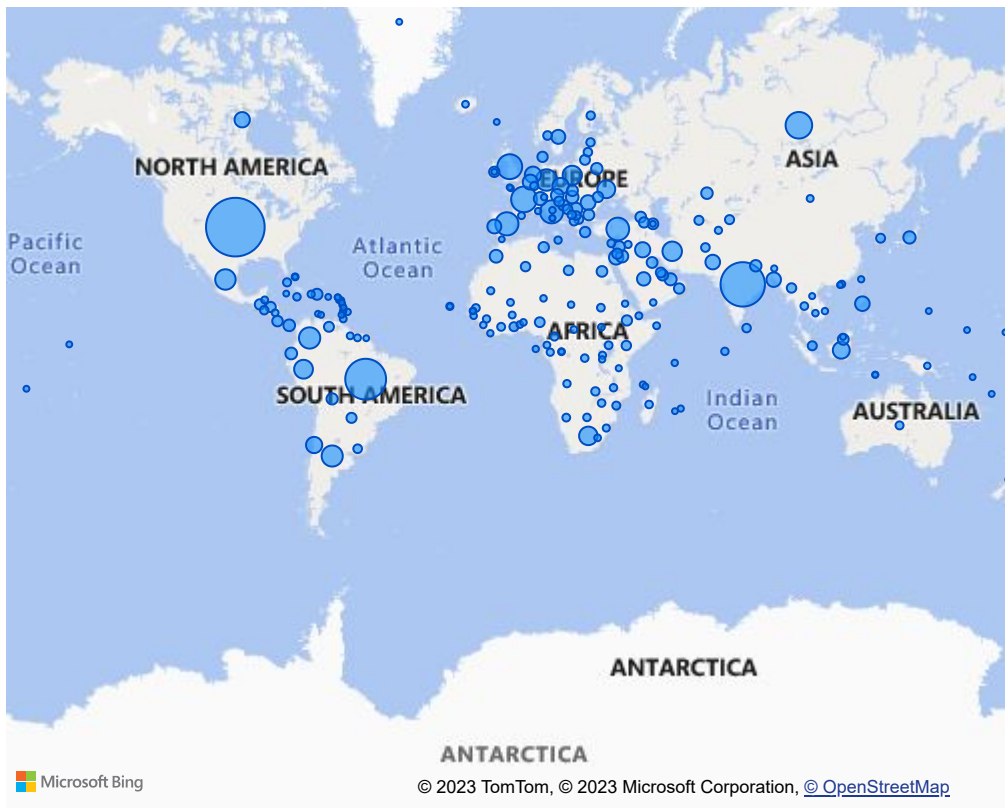 NORTH AMERICA
ASIA
EUROPE
Pacific
Ocean
Atlantic
Ocean
AFRICA
SOUTH AMERICA
Indian
Ocean
AUSTRALIA
ANTARCTICA
ANTARCTICA
Microsoft Bing
© 2023 TomTom, © 2023 Microsoft Corporation, © OpenStreetMap